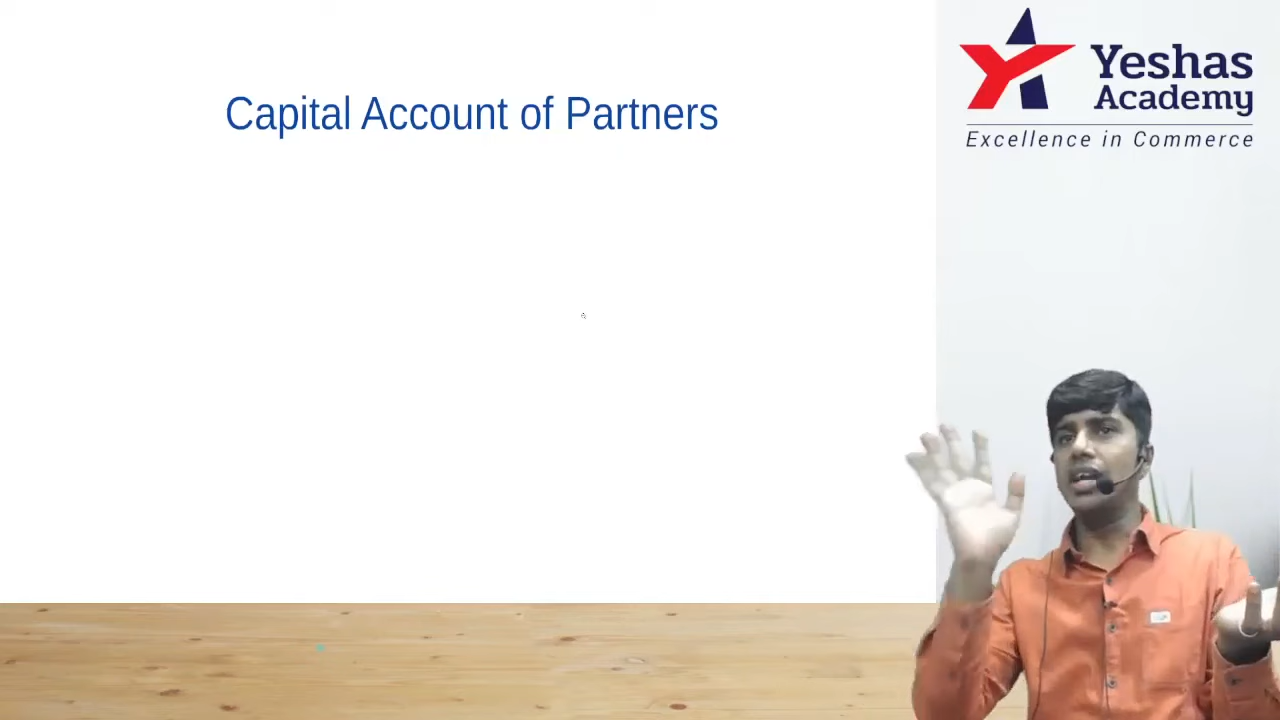 Capital Account of Partners
Yeshas
Academy
Excellence in Commerce